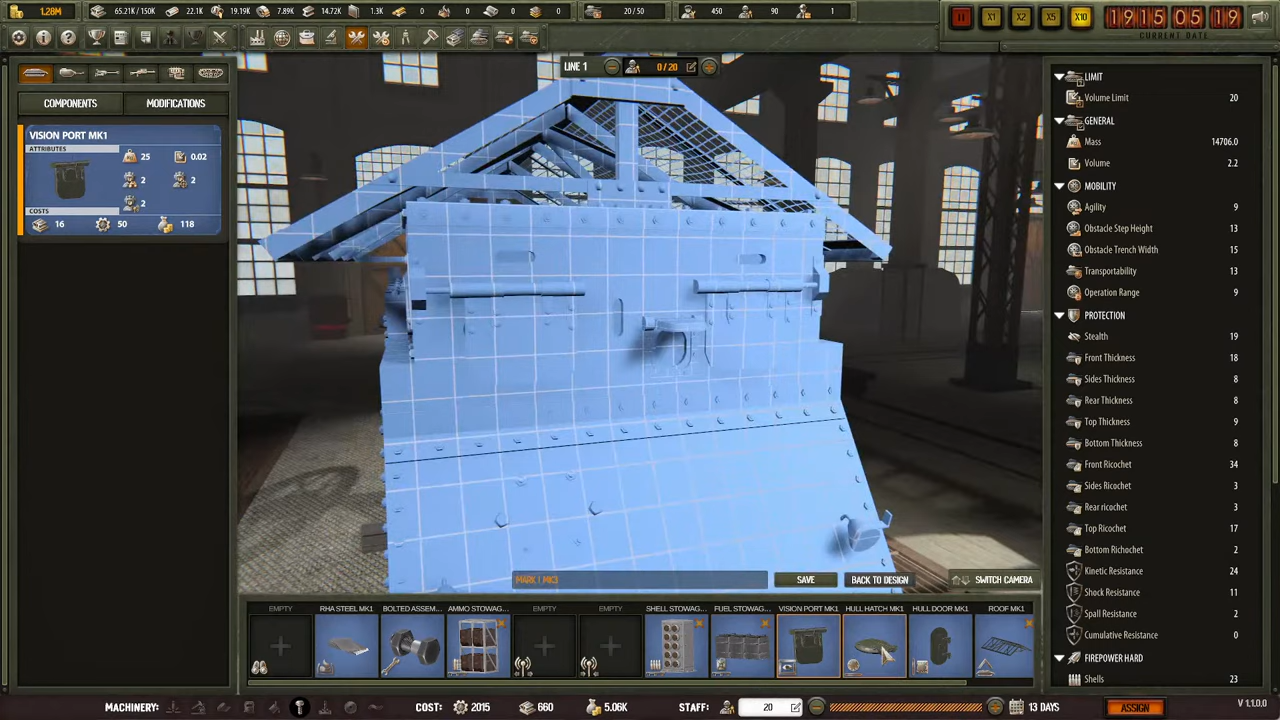 1.28M 65.21K/150K 22.1K 19.19K 7.89K 14.72K 1.3K 0 0 0 0 20/50 450 90 1
X1 X2 X5 X10 1915 05 19
CURRENT DATE
LINE 1 0/20
COMPONENTS MODIFICATIONS
VISION PORT MK1
ATTRIBUTES
25 0.02
2 2
2
COSTS
16 50 118
LIMIT
Volume Limit 20
GENERAL
Mass 14706.0
Volume 2.2
MOBILITY
Agility 9
Obstacle Step Height 13
Obstacle Trench Width 15
Transportability 13
Operation Range 9
PROTECTION
Stealth 19
Front Thickness 18
Sides Thickness 8
Rear Thickness 8
Top Thickness 9
Bottom Thickness 8
Front Ricochet 34
Sides Ricochet 3
Rear ricochet 3
Top Ricochet 17
Bottom Richochet 2
Kinetic Resistance 24
Shock Resistance 11
Spall Resistance 2
Cumulative Resistance 0
FIREPOWER HARD
Shells 23
MARK I MK3 SAVE BACK TO DESIGN SWITCH CAMERA
EMPTY RHA STEEL MK1 BOLTED ASSEM... AMMO STOWAG... EMPTY EMPTY SHELL STOWAG... FUEL STOWAG... VISION PORT MK1 HULL HATCH MK1 HULL DOOR MK1 ROOF MK1
MACHINERY: COST: 2015 660 5.06K STAFF: 20 13 DAYS ASSIGN V 1.1.0.0